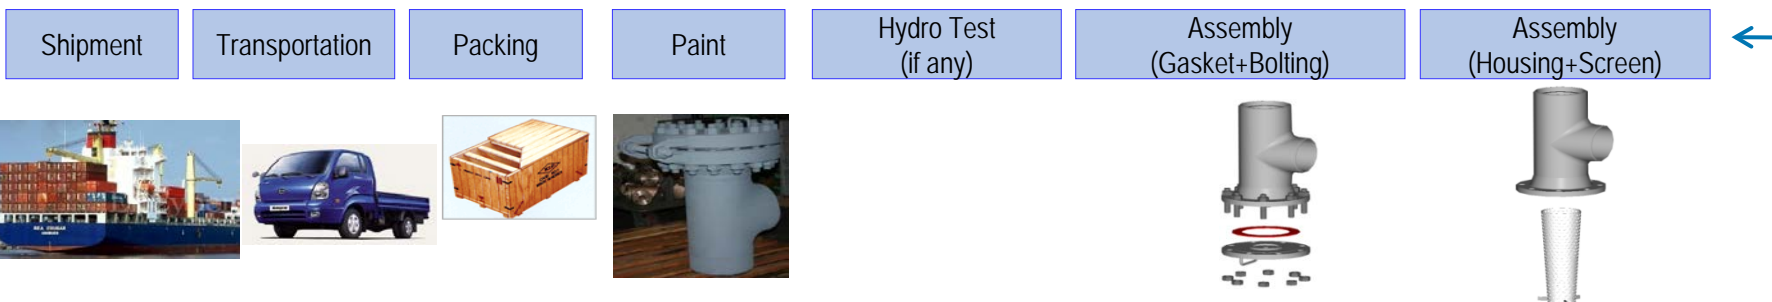 Shipment
Transportation
Packing
Paint
Hydro Test
(if any)
Assembly
(Gasket+Bolting)
Assembly
(Housing+Screen)